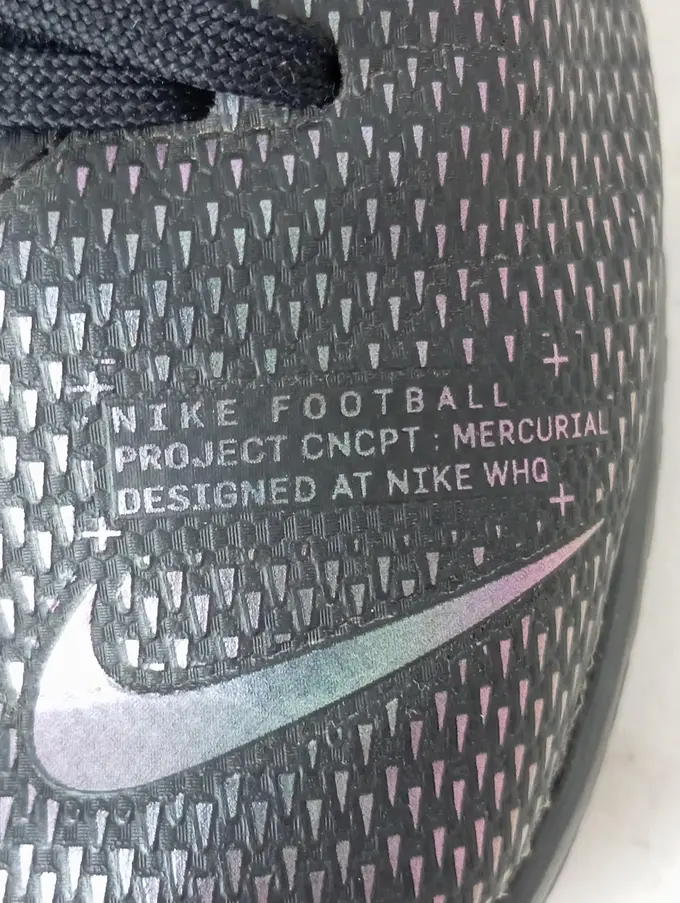 NIKE FOOTBALL
PROJECT CNCPT : MERCURIAL
DESIGNED AT NIKE WHQ